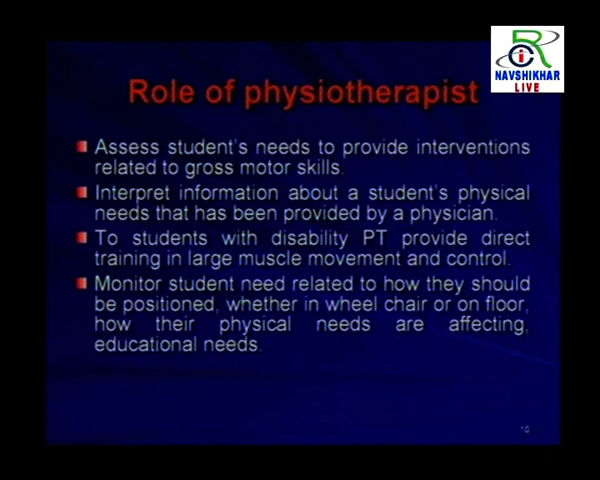 RCi
NAVSHIKHAR
LIVE
Role of physiotherapist
Assess student's needs to provide interventions
related to gross motor skills.
Interpret information about a student's physical
needs that has been provided by a physician.
To students with disability PT provide direct
training in large muscle movement and control.
Monitor student need related to how they should
be positioned, whether in wheel chair or on floor,
how their physical needs are affecting,
educational needs.